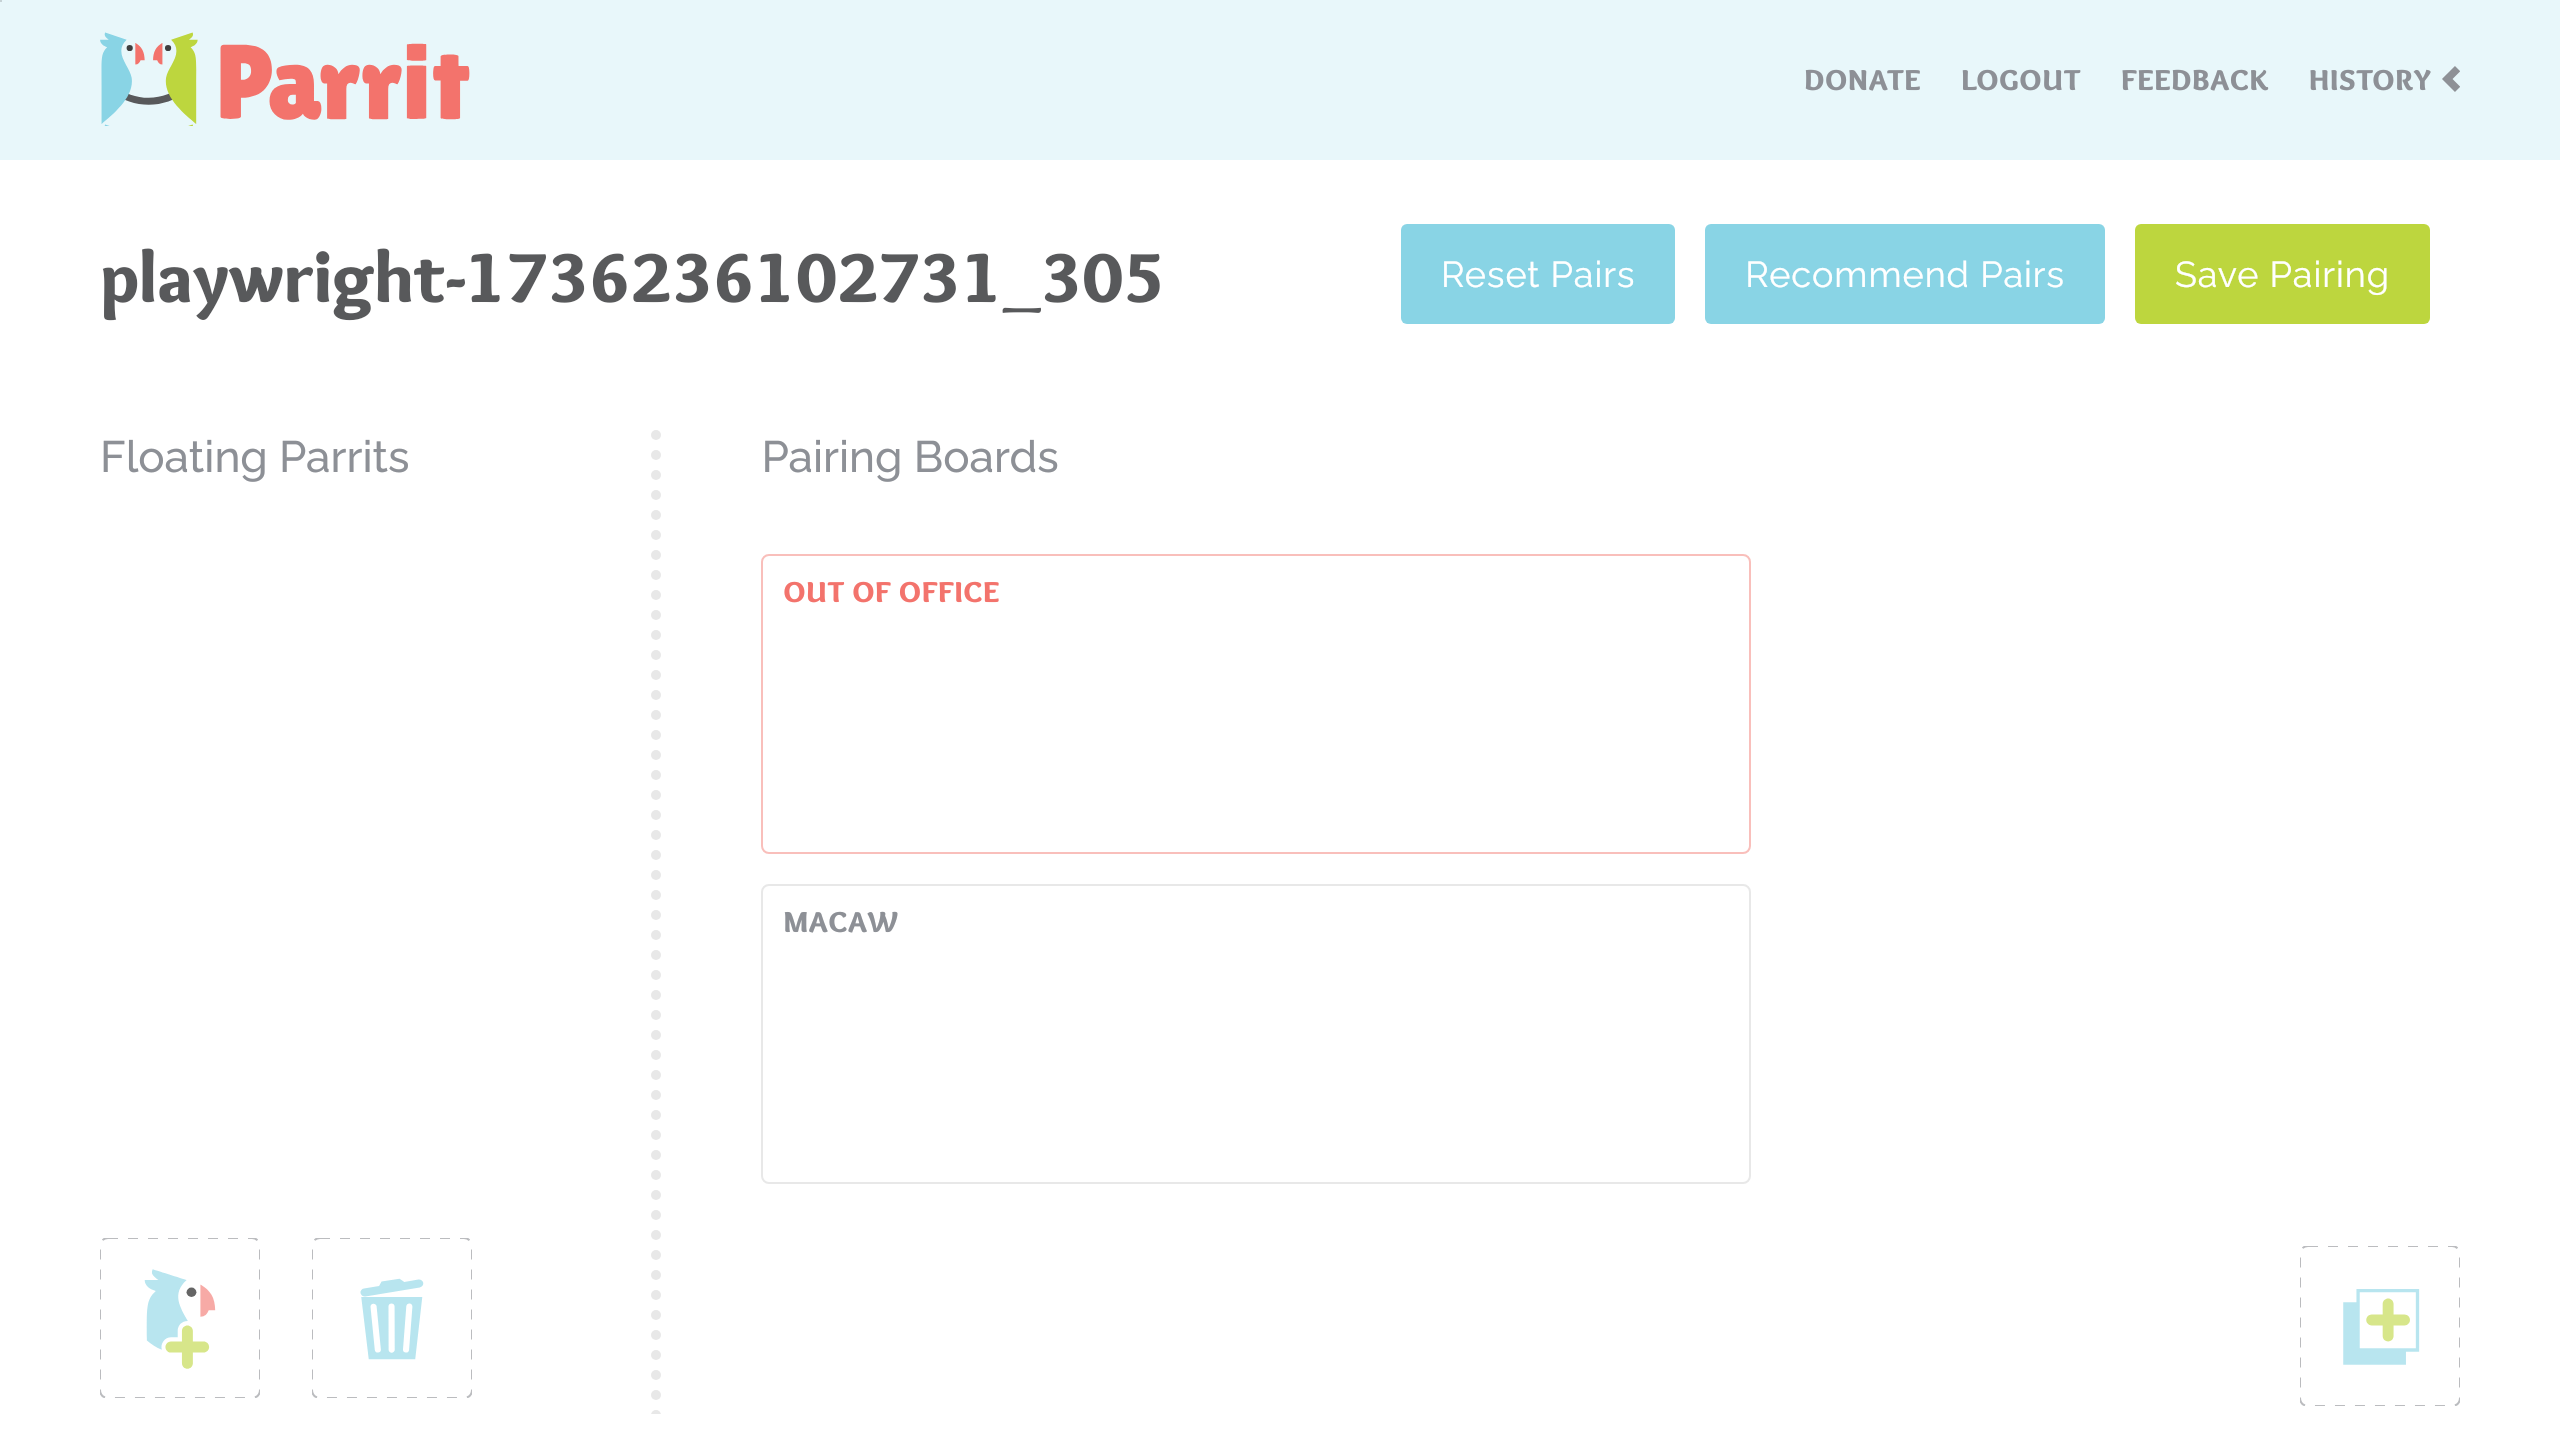 Parrit
DONATE LOGOUT FEEDBACK HISTORY
playwright-1736236102731_305
Reset Pairs
Recommend Pairs
Save Pairing
Floating Parrits
Pairing Boards
OUT OF OFFICE
MACAW